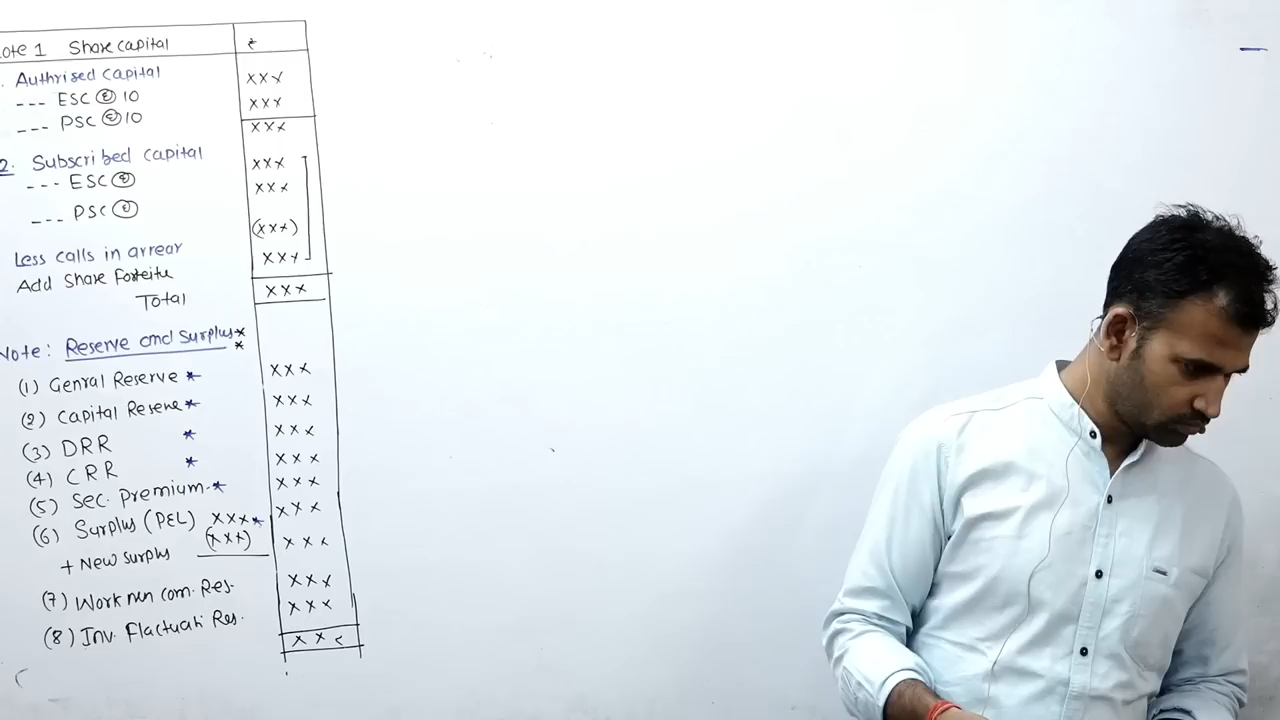 ote 1 Share capital ₹
. Authrised capital xxx
--- ESC @ 10 xxx
--- PSC @ 10 xxx
2. Subscribed capital xxx
--- ESC @ xxx
--- PSC @ (xxx)
Less calls in arrear xxx
Add Share Forfeitu
Total xxx
Note: Reserve and Surplus **
(1) Genral Reserve * xxx
(2) Capital Reserve * xxx
(3) DRR * xxx
(4) CRR * xxx
(5) Sec. Premium - * xxx
(6) Surplus (P&L) xxx * xxx
+ New surplus (xxx) xxx
(7) Workmen com. Res. xxx
(8) Inv. Flactuati Res. xxx
xxx